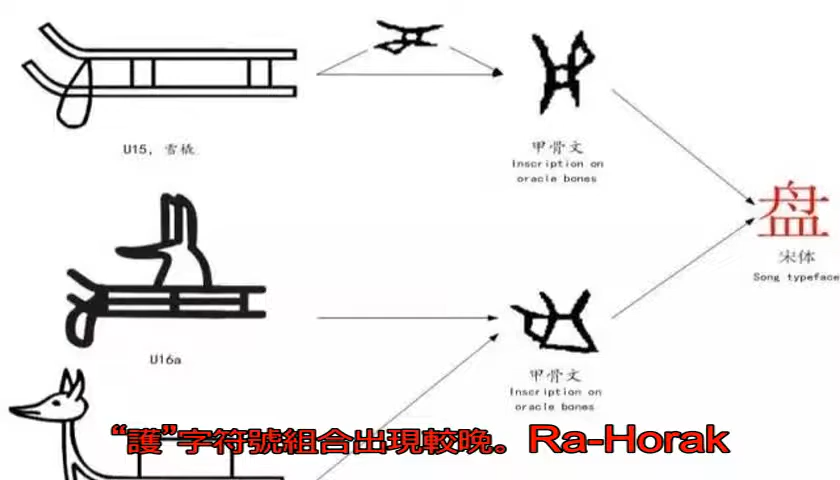 U15, 雪橇
甲骨文
Inscription on
oracle bones
盘
宋体
Song typeface
U16a
甲骨文
Inscription on
oracle bones
“護”字符號組合出現較晚。Ra-Horak